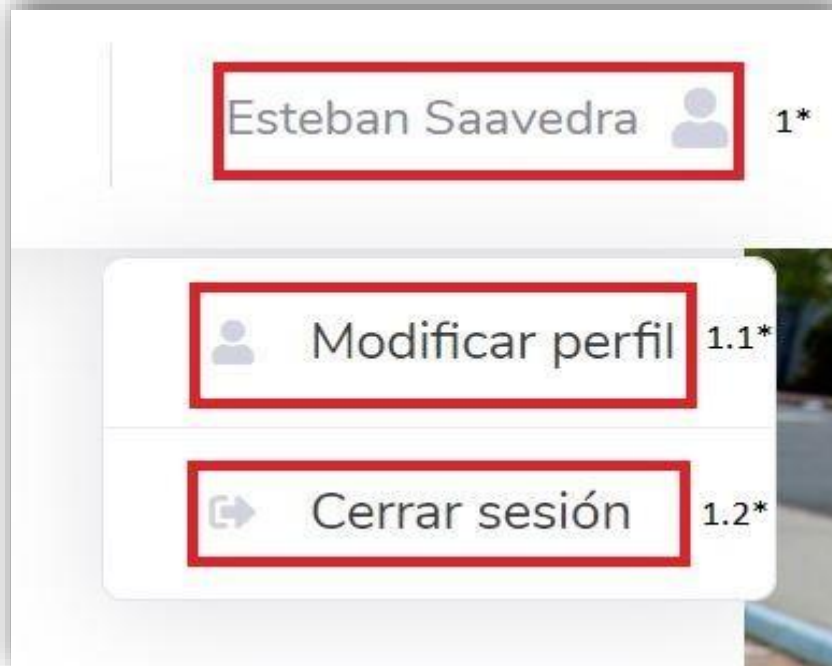 Esteban Saavedra 1*
Modificar perfil 1.1*
Cerrar sesión 1.2*